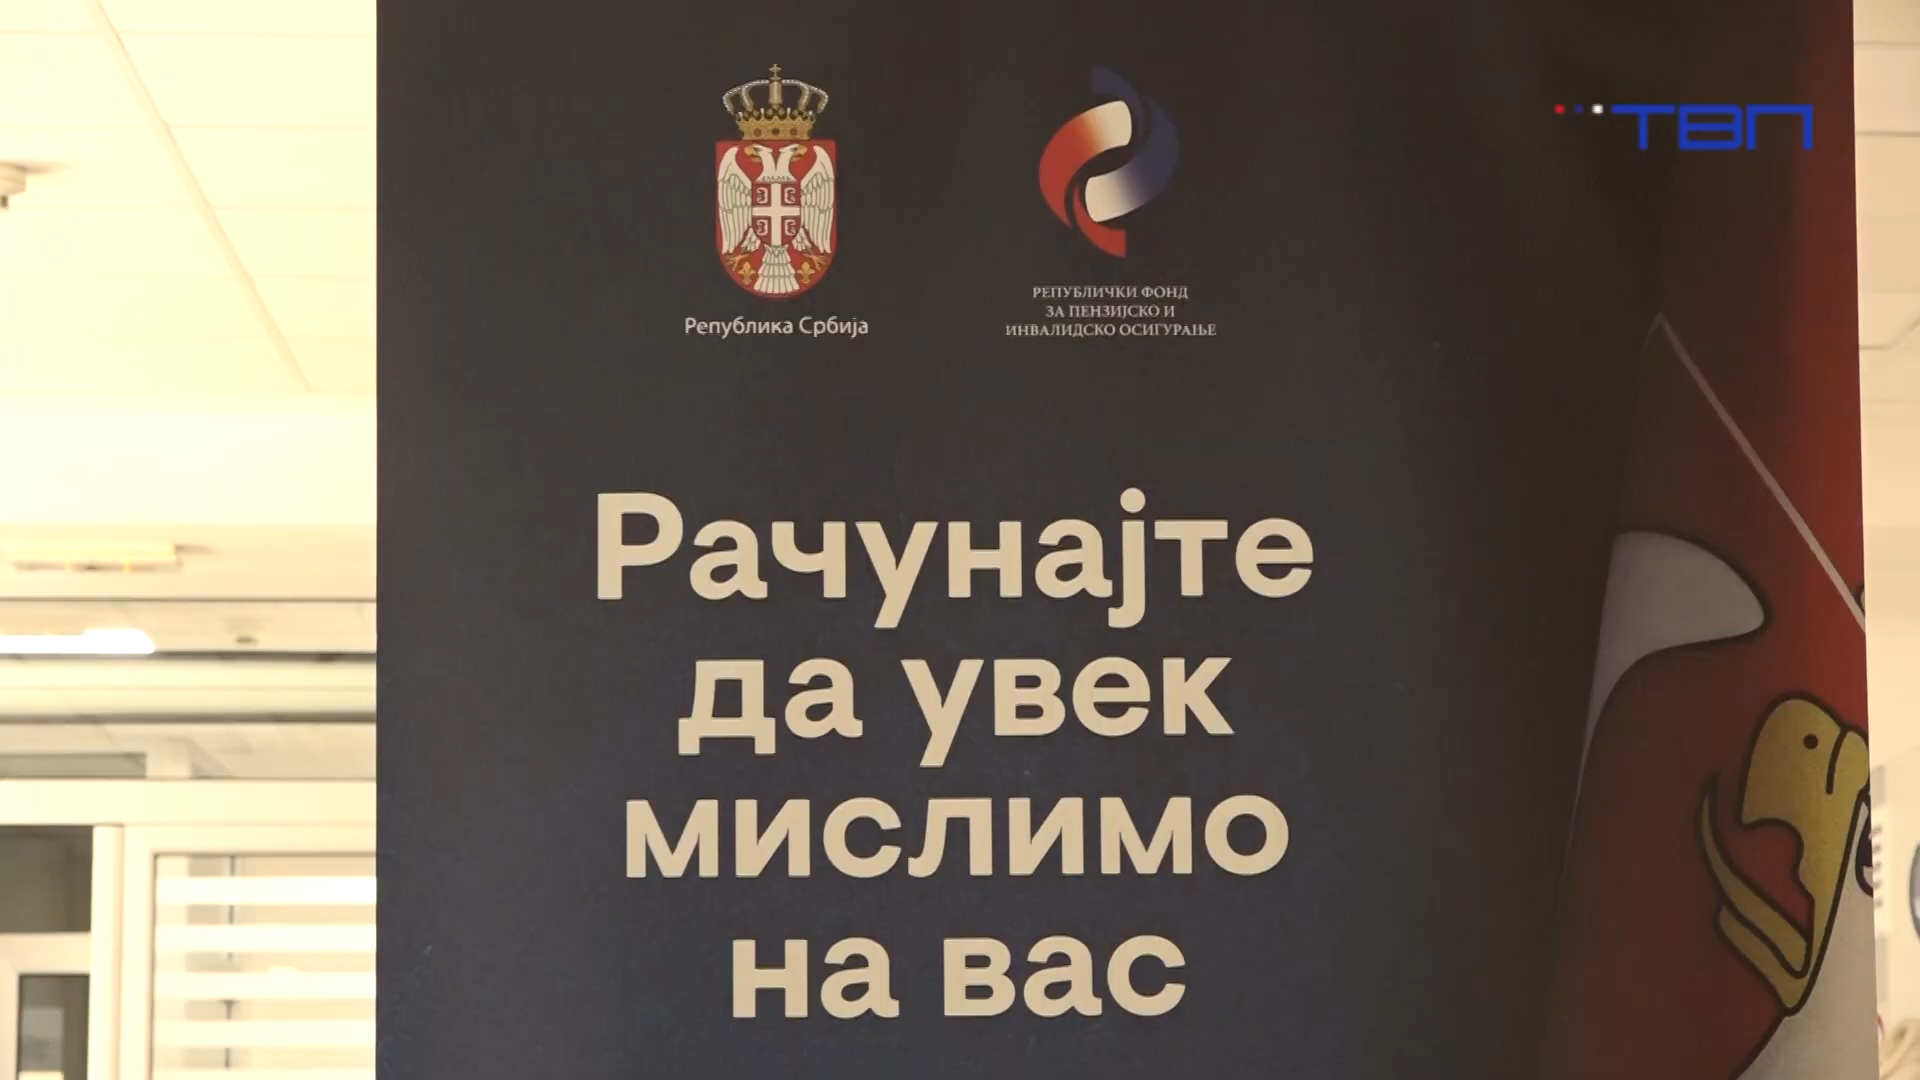 ТВП
Република Србија
РЕПУБЛИЧКИ ФОНД
ЗА ПЕНЗИЈСКО И
ИНВАЛИДСКО ОСИГУРАЊЕ
Рачунајте
да увек
мислимо
на вас